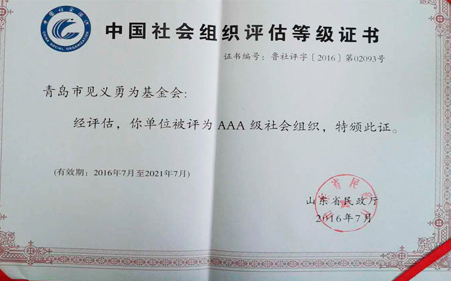 中国社会组织评估等级证书
证书编号：鲁社评字〔2016〕第02093号
青岛市见义勇为基金会：
经评估，你单位被评为 AAA 级社会组织，特颁此证。
(有效期：2016年7月至2021年7月)
山东省民政厅
2016年7月